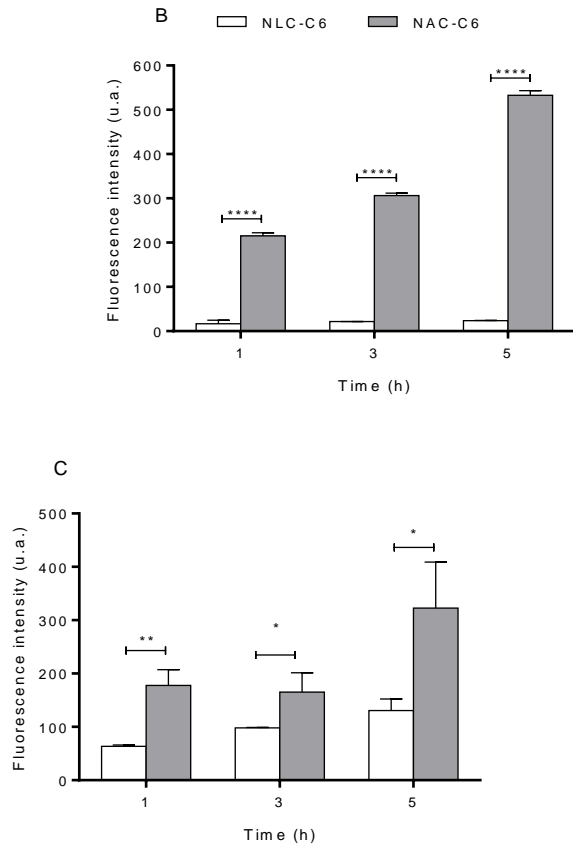 B
NLC-C6 NAC-C6
600
500
400
300
200
100
0
Fluorescence intensity (u.a.)
****
****
****
1 3 5
Time (h)
C
500
400
300
200
100
0
Fluorescence intensity (u.a.)
**
*
*
1 3 5
Time (h)